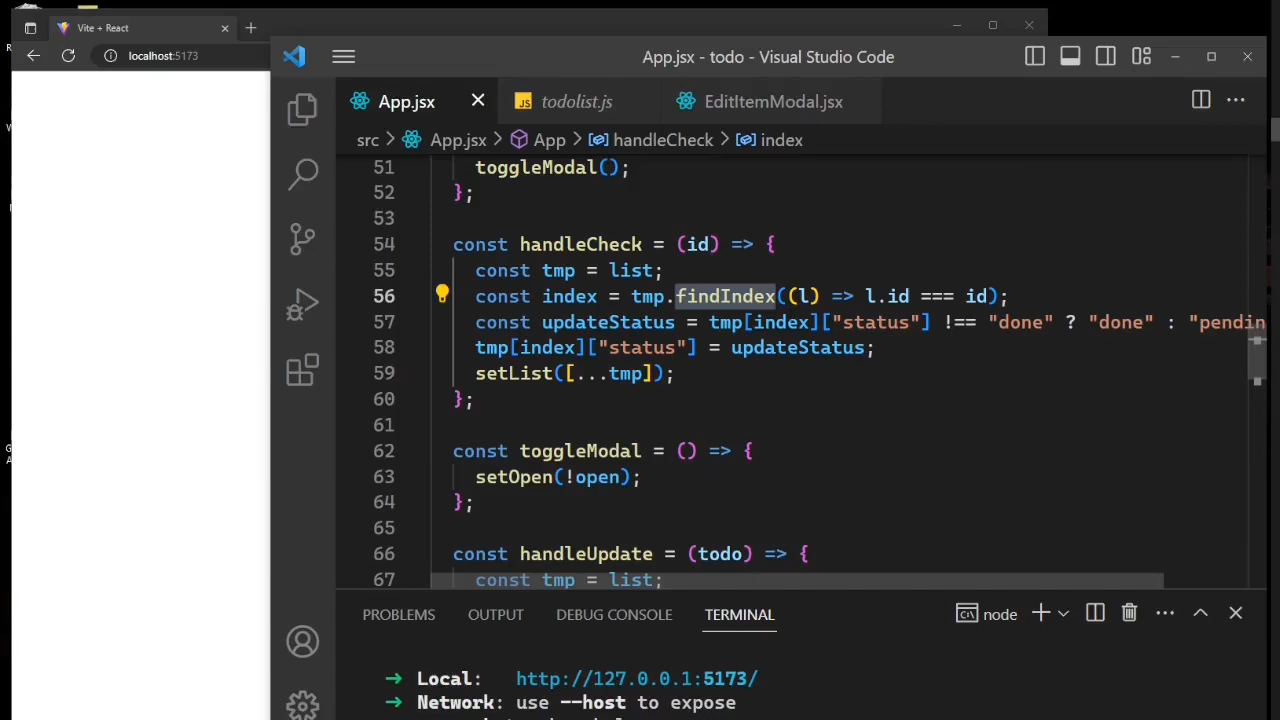 Vite + React
localhost:5173
App.jsx - todo - Visual Studio Code
App.jsx
todolist.js
EditItemModal.jsx
src > App.jsx > App > handleCheck > index
51 toggleModal();
52 };
53
54 const handleCheck = (id) => {
55 const tmp = list;
56 const index = tmp.findIndex((l) => l.id === id);
57 const updateStatus = tmp[index]["status"] !== "done" ? "done" : "pendin
58 tmp[index]["status"] = updateStatus;
59 setList([...tmp]);
60 };
61
62 const toggleModal = () => {
63 setOpen(!open);
64 };
65
66 const handleUpdate = (todo) => {
67 const tmp = list;
PROBLEMS OUTPUT DEBUG CONSOLE TERMINAL node
➜ Local: http://127.0.0.1:5173/
➜ Network: use --host to expose